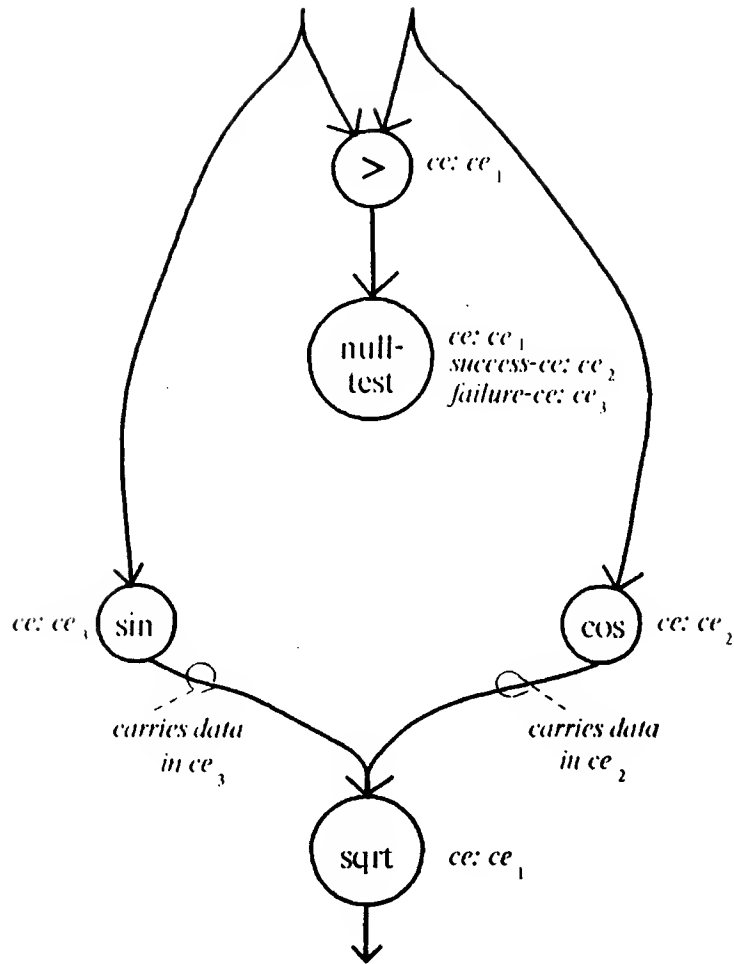 >
ce: ce₁
null-
test
ce: ce₁
success-ce: ce₂
failure-ce: ce₃
ce: ce₃
sin
cos
ce: ce₂
carries data
in ce₃
carries data
in ce₂
sqrt
ce: ce₁